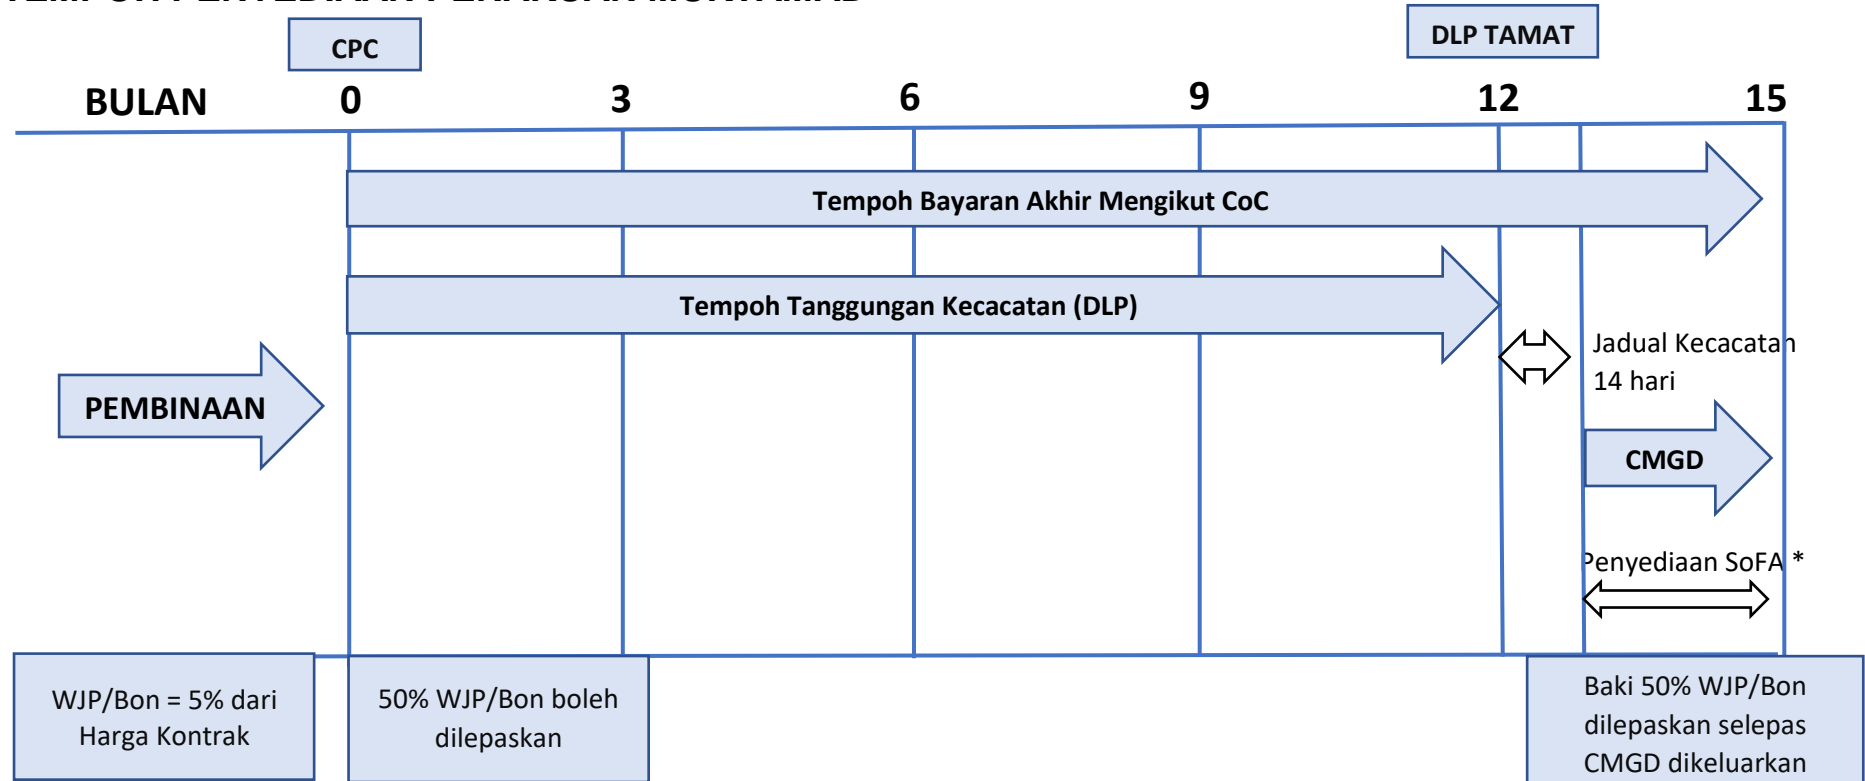 CPC
DLP TAMAT
BULAN 0 3 6 9 12 15
Tempoh Bayaran Akhir Mengikut CoC
Tempoh Tanggungan Kecacatan (DLP)
Jadual Kecacatan
14 hari
PEMBINAAN
CMGD
Penyediaan SoFA *
WJP/Bon = 5% dari
Harga Kontrak
50% WJP/Bon boleh
dilepaskan
Baki 50% WJP/Bon
dilepaskan selepas
CMGD dikeluarkan